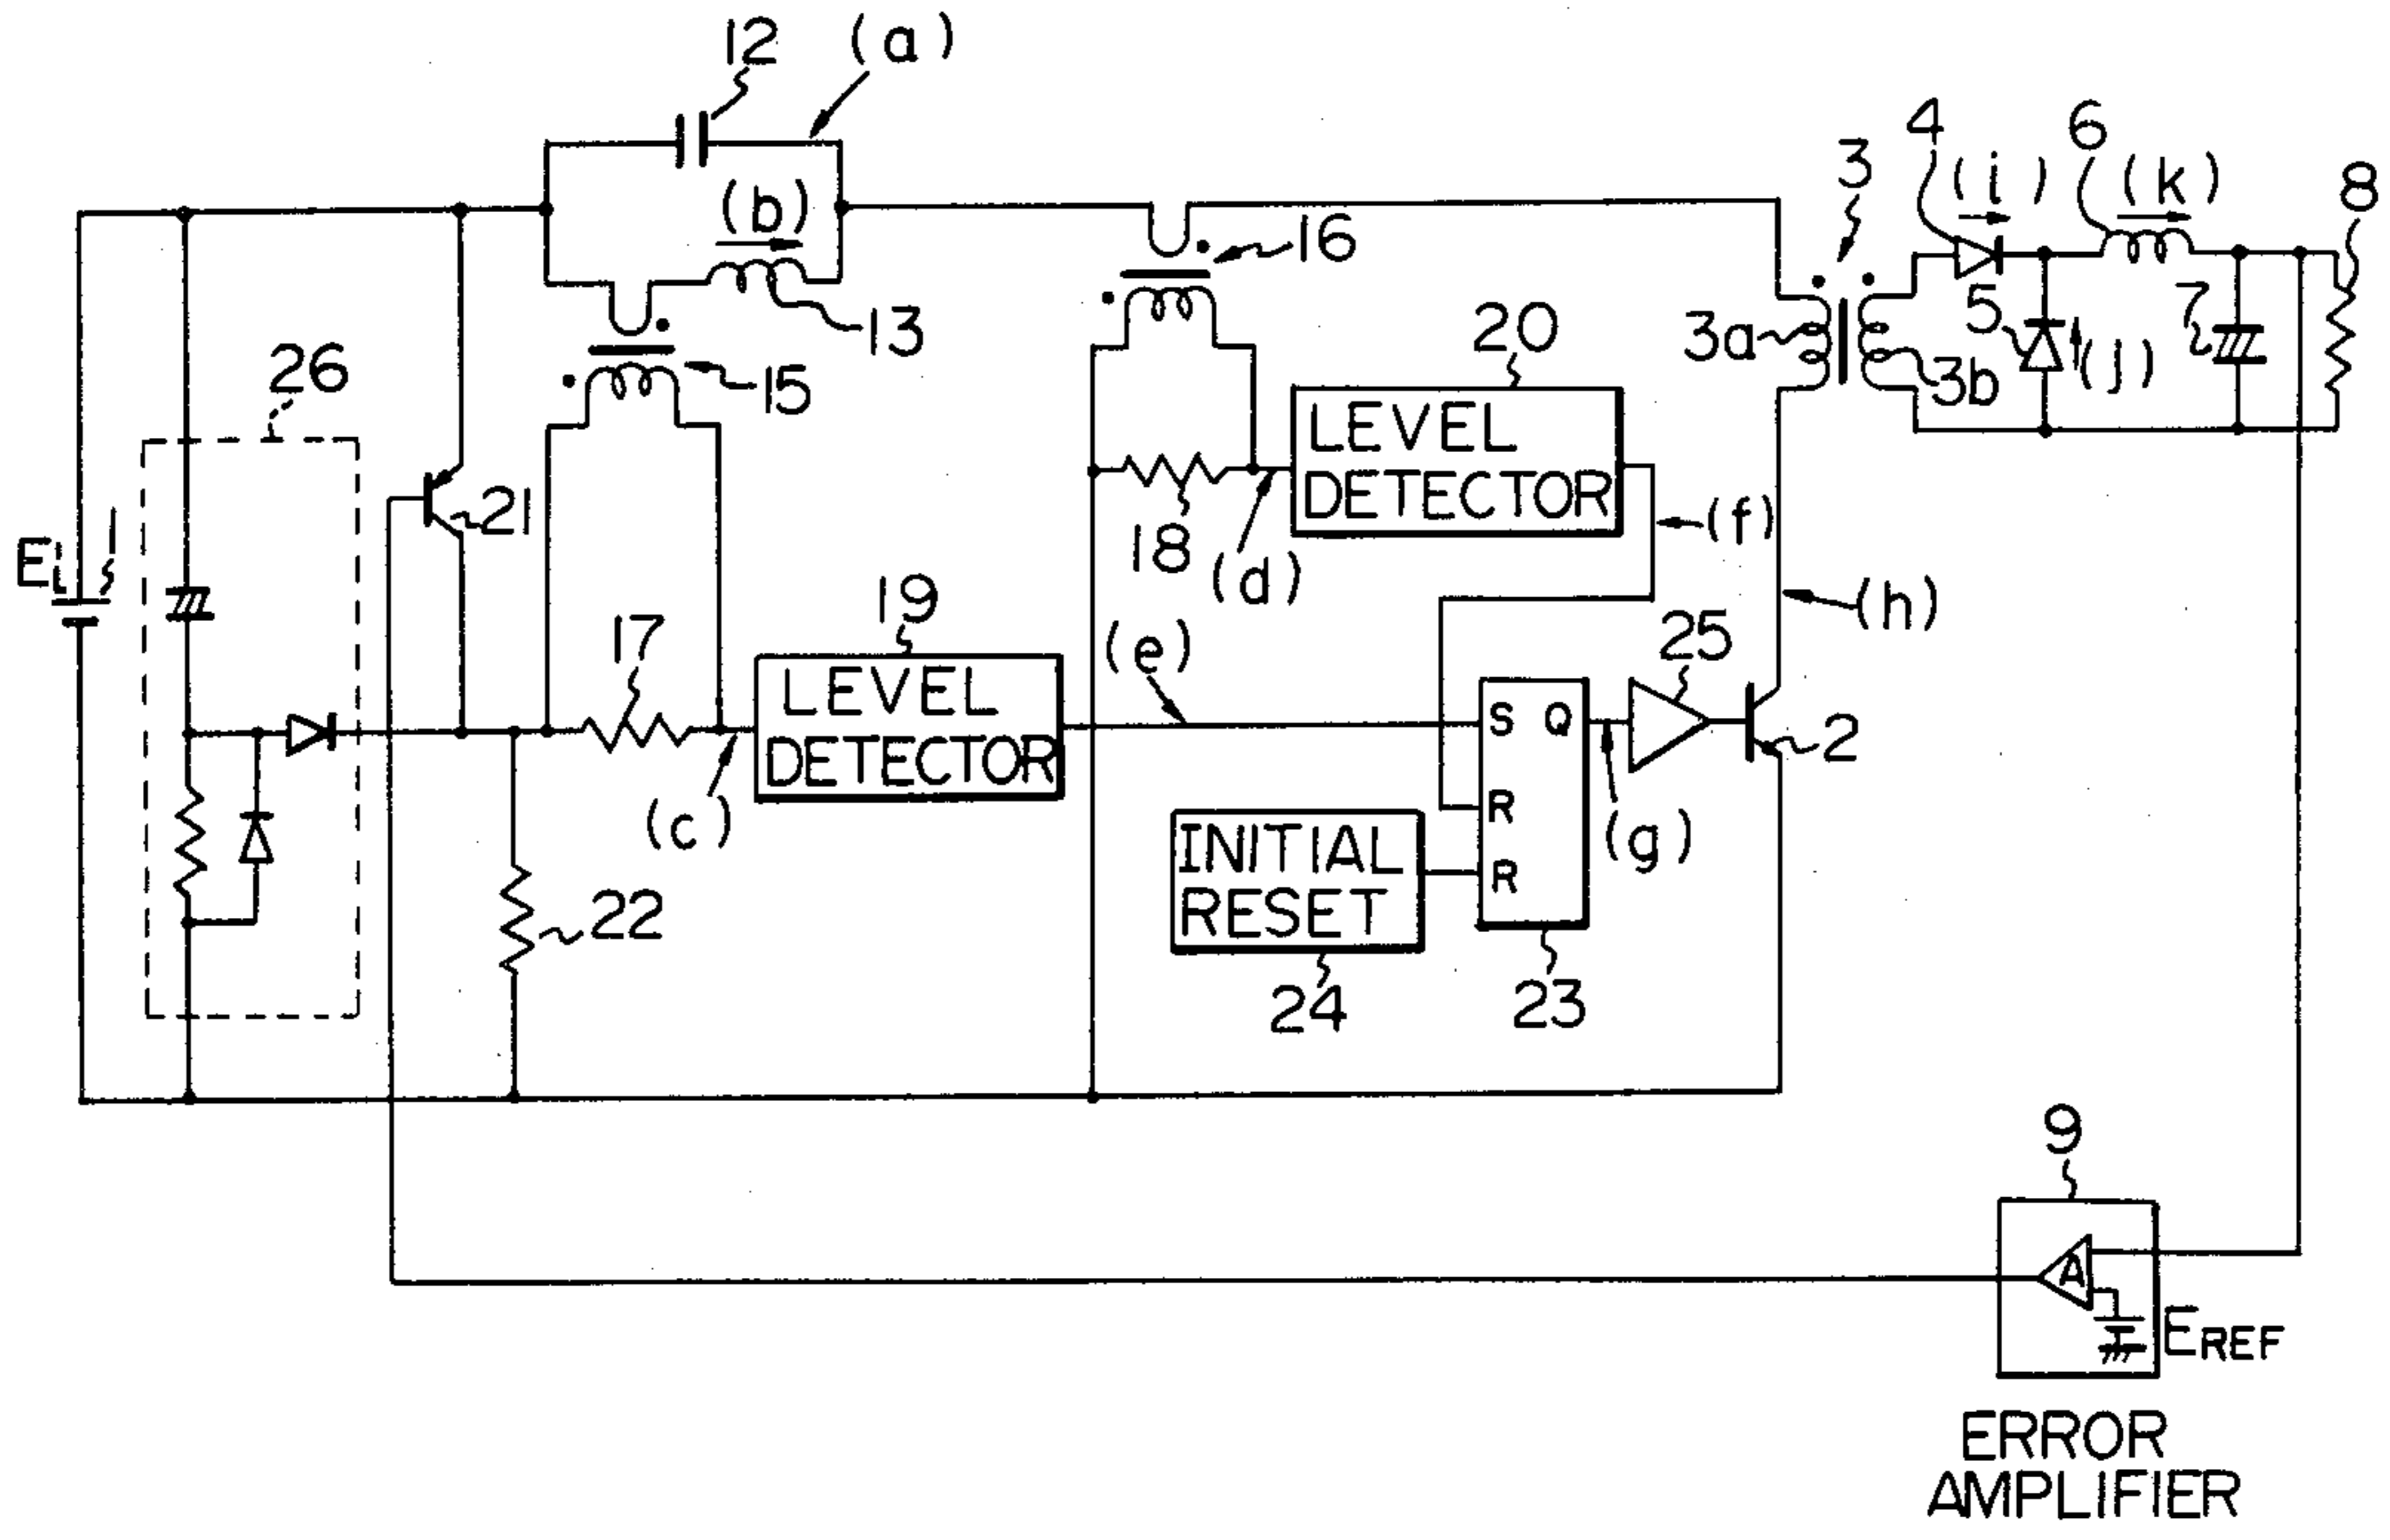 12
(a)
(b)
13
15
16
3
4
(i)
6
(k)
8
3a
3b
5
(j)
7
26
21
Ei
1
20
LEVEL
DETECTOR
18
(d)
(f)
(h)
17
19
LEVEL
DETECTOR
(c)
(e)
25
S Q
R
R
2
(g)
INITIAL
RESET
24
23
22
9
A
EREF
ERROR
AMPLIFIER